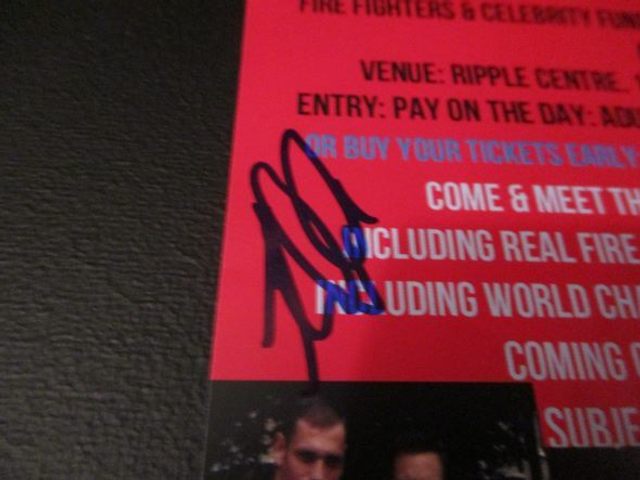 FIRE FIGHTERS & CELEBRITY FUN
VENUE: RIPPLE CENTRE.
ENTRY: PAY ON THE DAY: ADU
OR BUY YOUR TICKETS EARLY
COME & MEET TH
INCLUDING REAL FIRE
INCLUDING WORLD CH
COMING
SUBJE